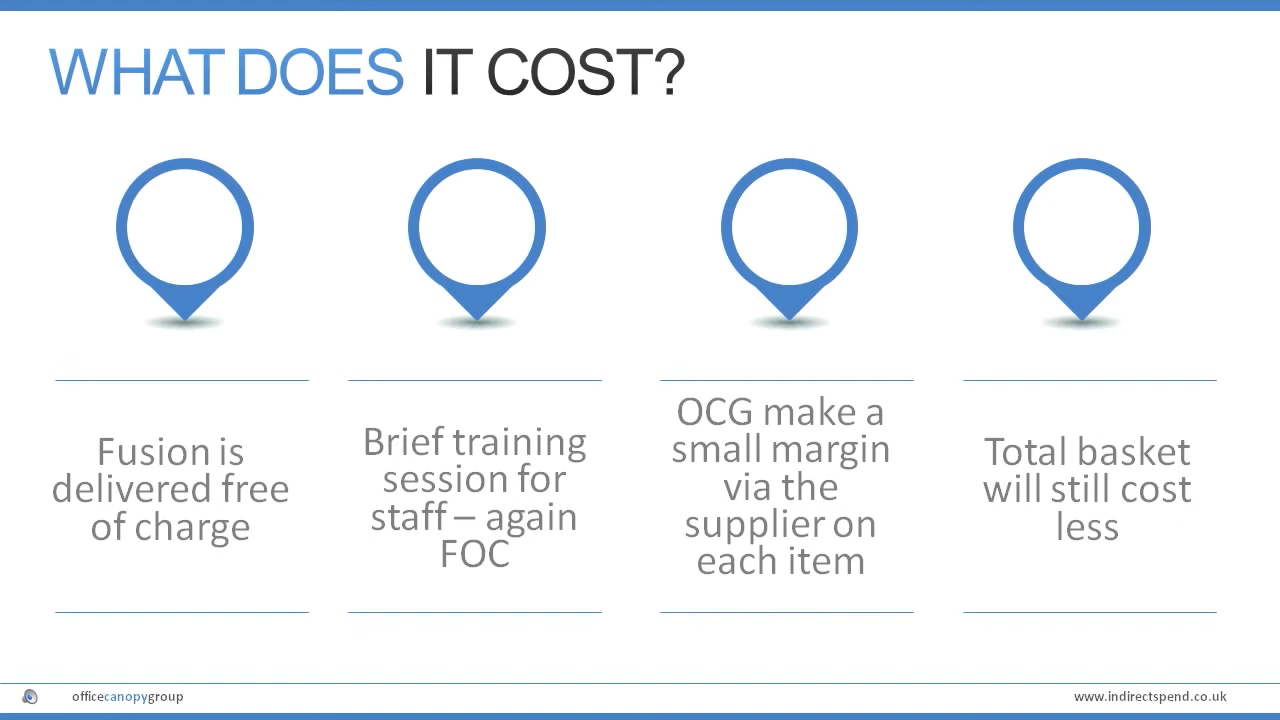 WHAT DOES IT COST?
Fusion is
delivered free
of charge
Brief training
session for
staff – again
FOC
OCG make a
small margin
via the
supplier on
each item
Total basket
will still cost
less
officecanopygroup
www.indirectspend.co.uk